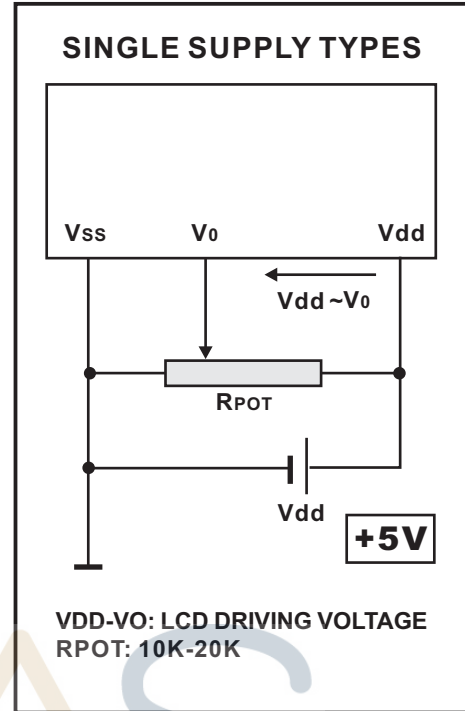 SINGLE SUPPLY TYPES
Vss V0 Vdd
Vdd ~V0
RPOT
Vdd
+5V
VDD-VO: LCD DRIVING VOLTAGE
RPOT: 10K-20K